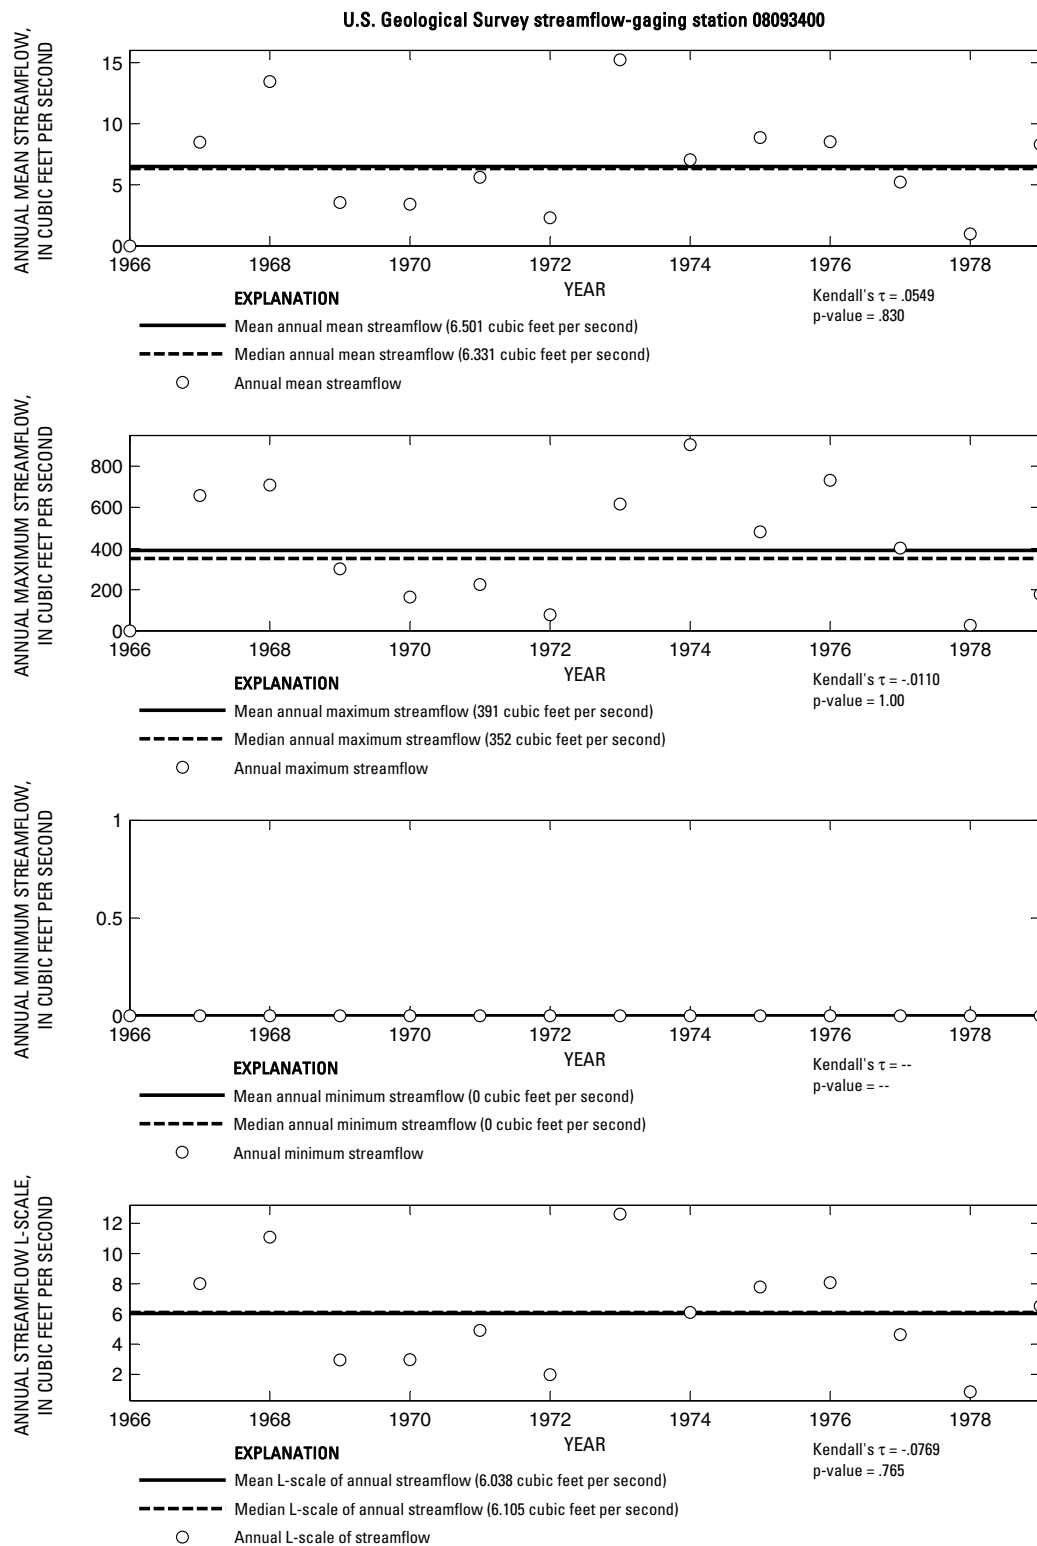 U.S. Geological Survey streamflow-gaging station 08093400
ANNUAL MEAN STREAMFLOW,
IN CUBIC FEET PER SECOND
15
10
5
0
1966 1968 1970 1972 1974 1976 1978
YEAR
EXPLANATION
Mean annual mean streamflow (6.501 cubic feet per second)
Median annual mean streamflow (6.331 cubic feet per second)
Annual mean streamflow
Kendall's τ = .0549
p-value = .830
ANNUAL MAXIMUM STREAMFLOW,
IN CUBIC FEET PER SECOND
800
600
400
200
0
1966 1968 1970 1972 1974 1976 1978
YEAR
EXPLANATION
Mean annual maximum streamflow (391 cubic feet per second)
Median annual maximum streamflow (352 cubic feet per second)
Annual maximum streamflow
Kendall's τ = -.0110
p-value = 1.00
ANNUAL MINIMUM STREAMFLOW,
IN CUBIC FEET PER SECOND
1
0.5
0
1966 1968 1970 1972 1974 1976 1978
YEAR
EXPLANATION
Mean annual minimum streamflow (0 cubic feet per second)
Median annual minimum streamflow (0 cubic feet per second)
Annual minimum streamflow
Kendall's τ = --
p-value = --
ANNUAL STREAMFLOW L-SCALE,
IN CUBIC FEET PER SECOND
12
10
8
6
4
2
1966 1968 1970 1972 1974 1976 1978
YEAR
EXPLANATION
Mean L-scale of annual streamflow (6.038 cubic feet per second)
Median L-scale of annual streamflow (6.105 cubic feet per second)
Annual L-scale of streamflow
Kendall's τ = -.0769
p-value = .765